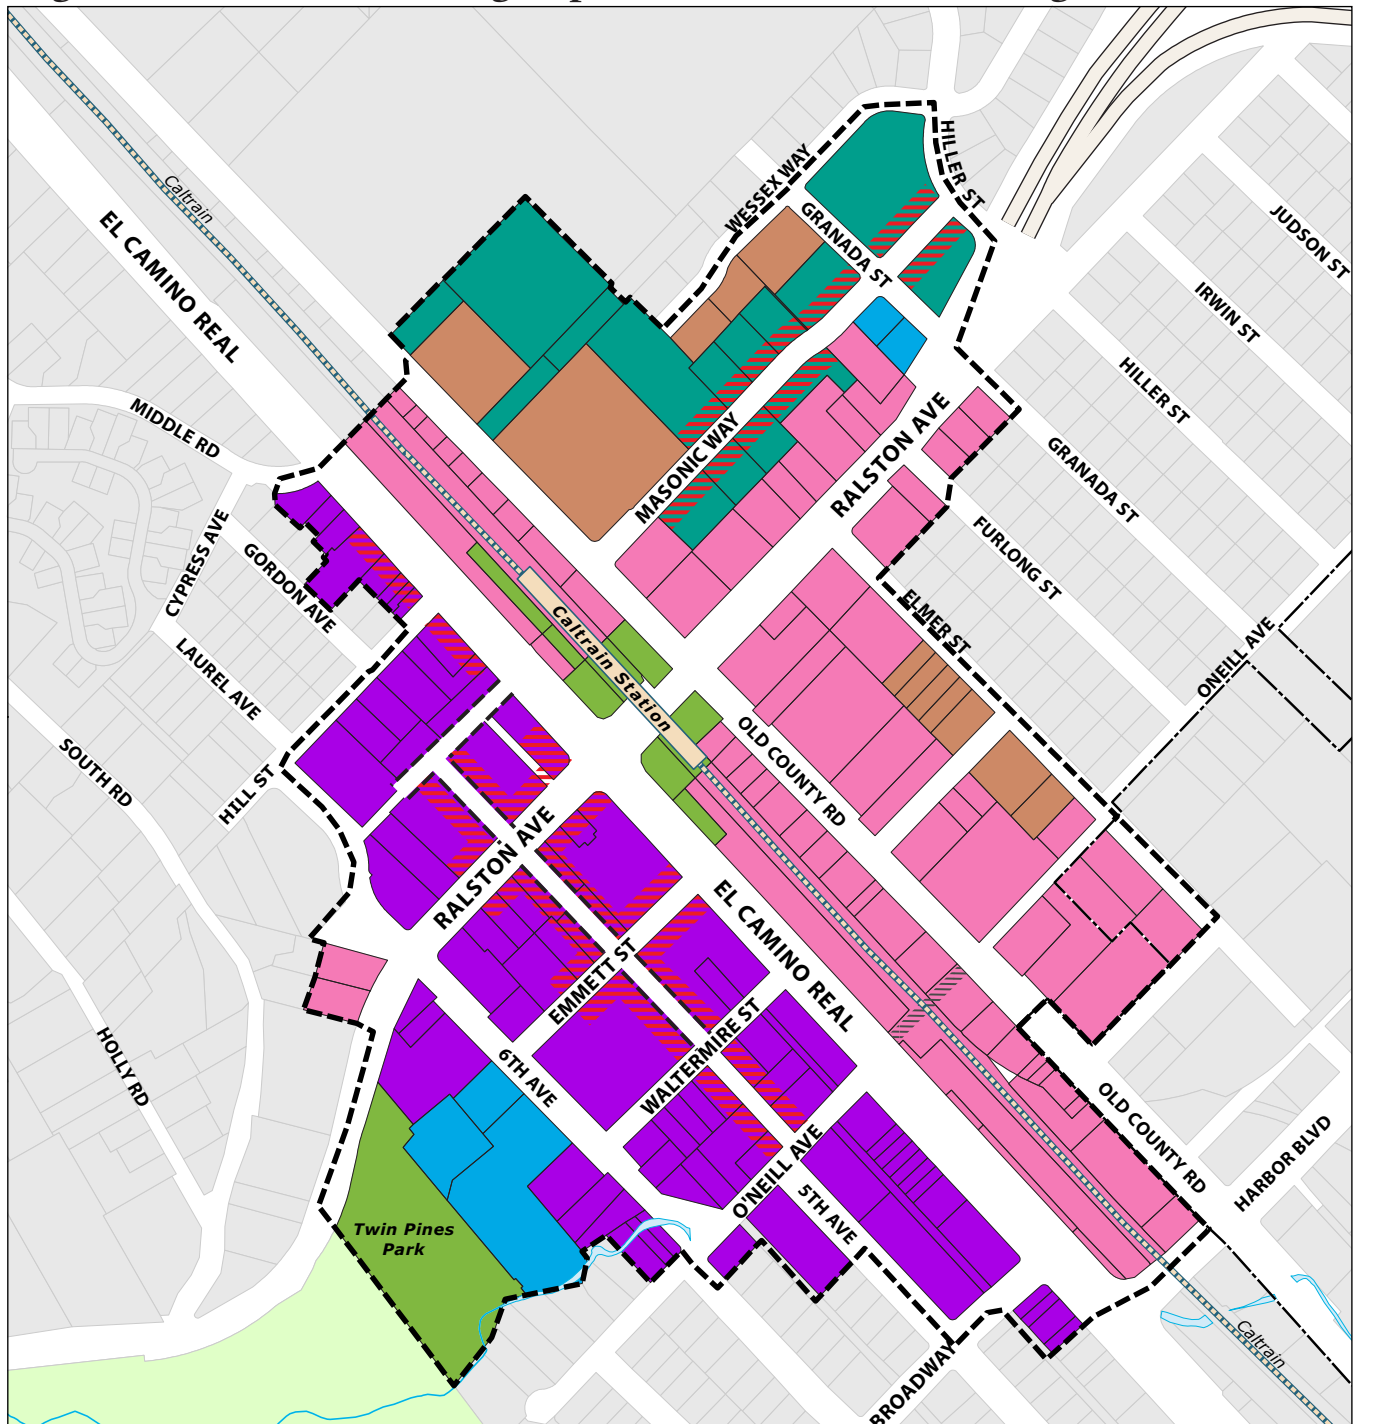 HILLER ST
WESSEX WAY
GRANADA ST
Caltrain
JUDSON ST
EL CAMINO REAL
IRWIN ST
HILLER ST
MIDDLE RD
MASONIC WAY
RALSTON AVE
GRANADA ST
CYPRESS AVE
GORDON AVE
FURLONG ST
ELMER ST
LAUREL AVE
Caltrain Station
ONEILL AVE
OLD COUNTY RD
SOUTH RD
HILL ST
RALSTON AVE
EL CAMINO REAL
EMMETT ST
WALTERMIRE ST
HOLLY RD
6TH AVE
OLD COUNTY RD
HARBOR BLVD
O'NEILL AVE
5TH AVE
Twin Pines
Park
Caltrain
BROADWAY